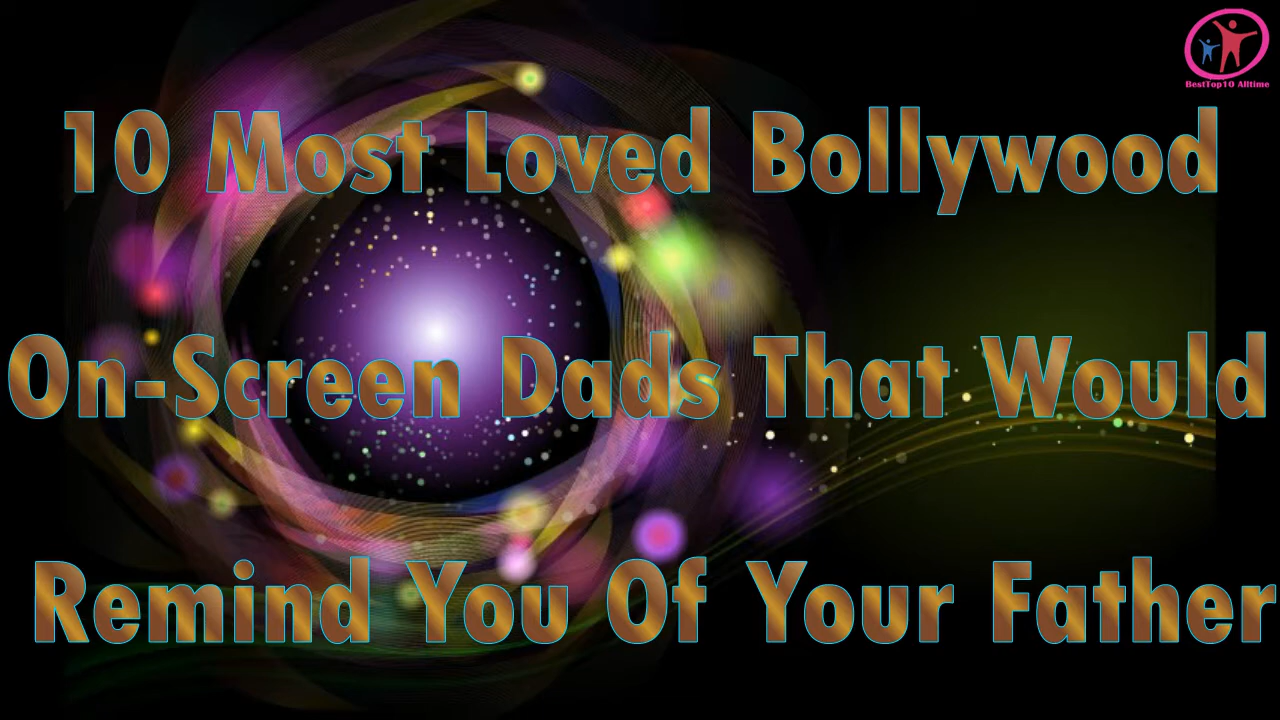 BestTop10 Alltime
10 Most Loved Bollywood
On-Screen Dads That Would
Remind You Of Your Father